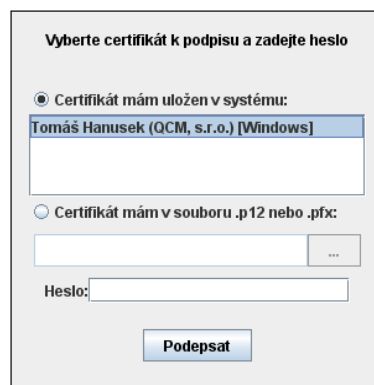 Vyberte certifikát k podpisu a zadejte heslo
Certifikát mám uložen v systému:
Tomáš Hanusek (QCM, s.r.o.) [Windows]
Certifikát mám v souboru .p12 nebo .pfx:
...
Heslo:
Podepsat